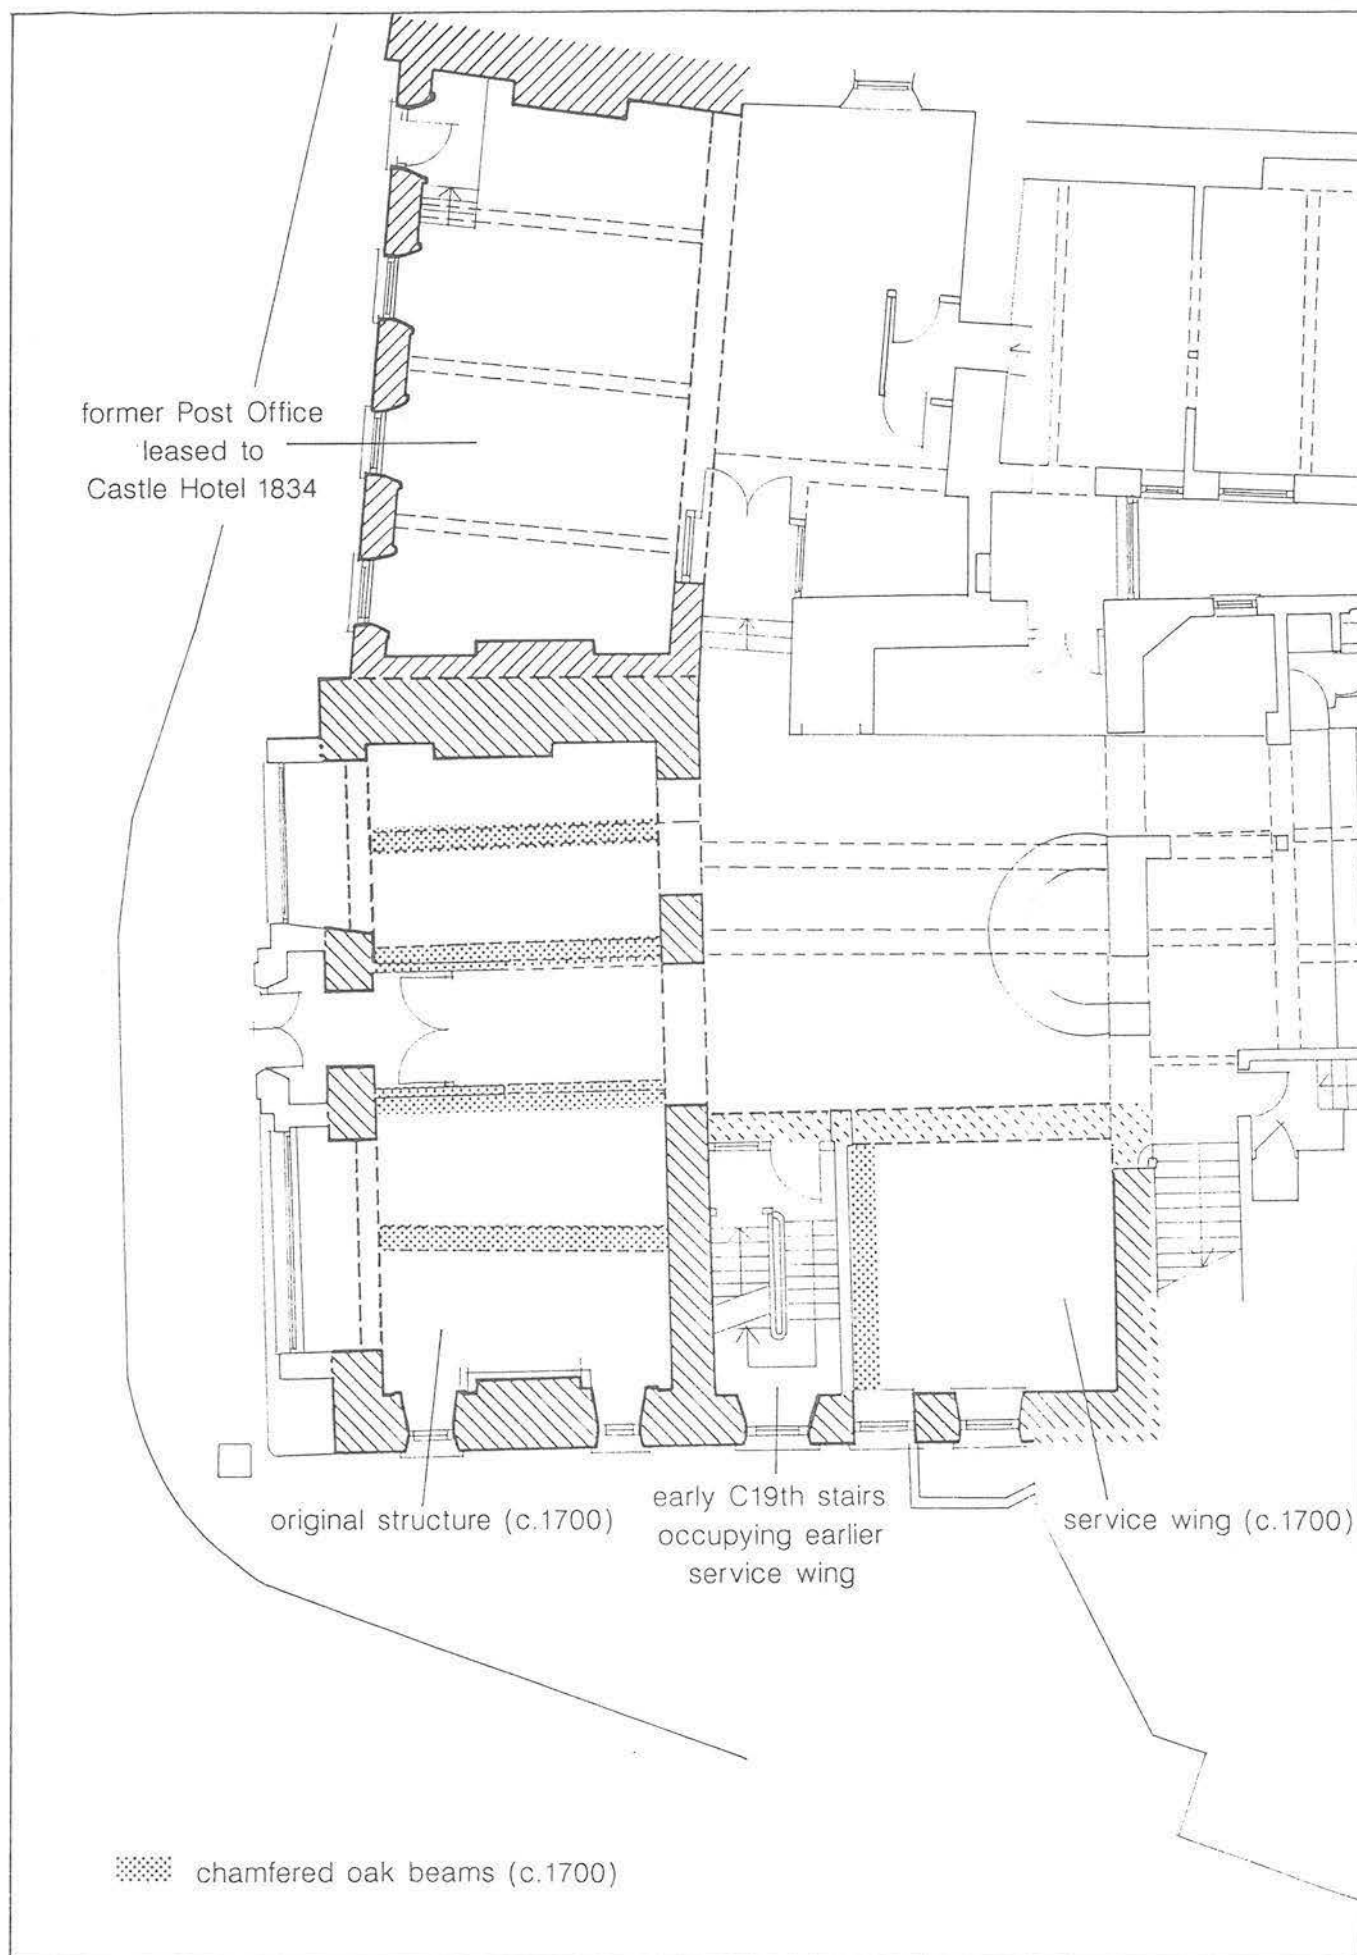 former Post Office
leased to
Castle Hotel 1834
original structure (c.1700)
early C19th stairs
occupying earlier
service wing
service wing (c.1700)
chamfered oak beams (c.1700)